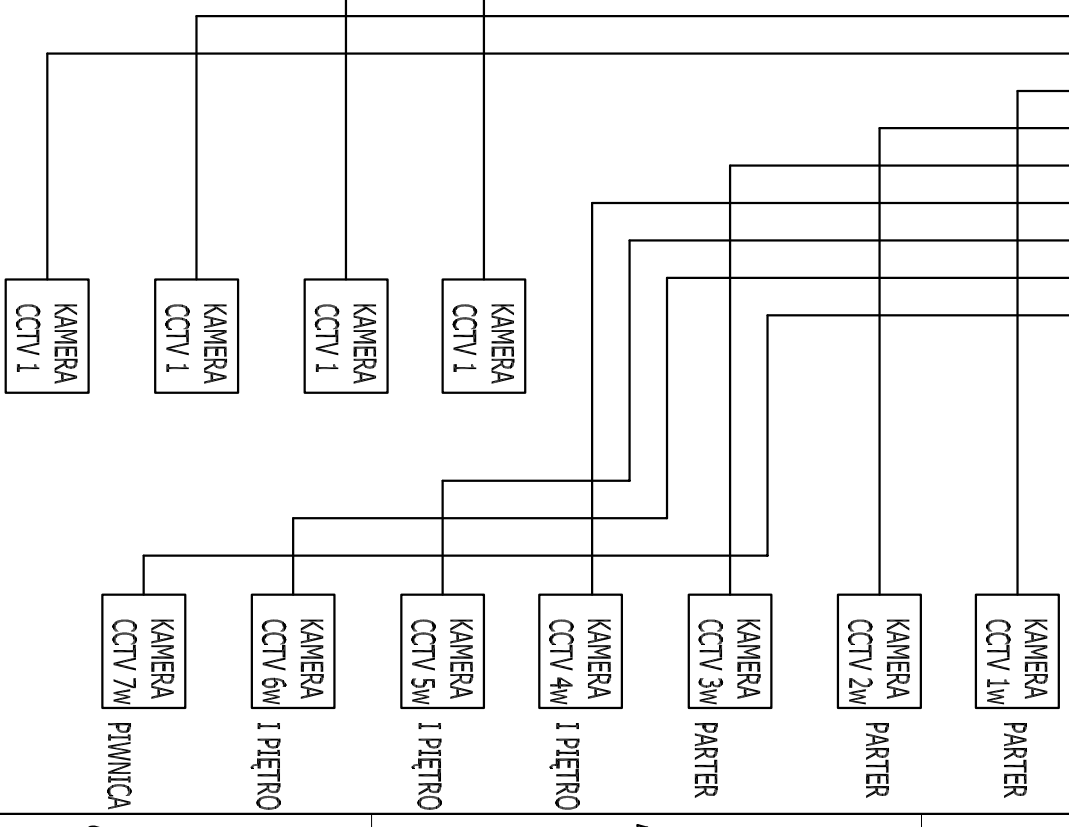 KAMERA
CCTV 1
KAMERA
CCTV 1
KAMERA
CCTV 1
KAMERA
CCTV 1
KAMERA
CCTV 7w
PIWNICA
KAMERA
CCTV 6w
I PIĘTRO
KAMERA
CCTV 5w
I PIĘTRO
KAMERA
CCTV 4w
I PIĘTRO
KAMERA
CCTV 3w
PARTER
KAMERA
CCTV 2w
PARTER
KAMERA
CCTV 1w
PARTER